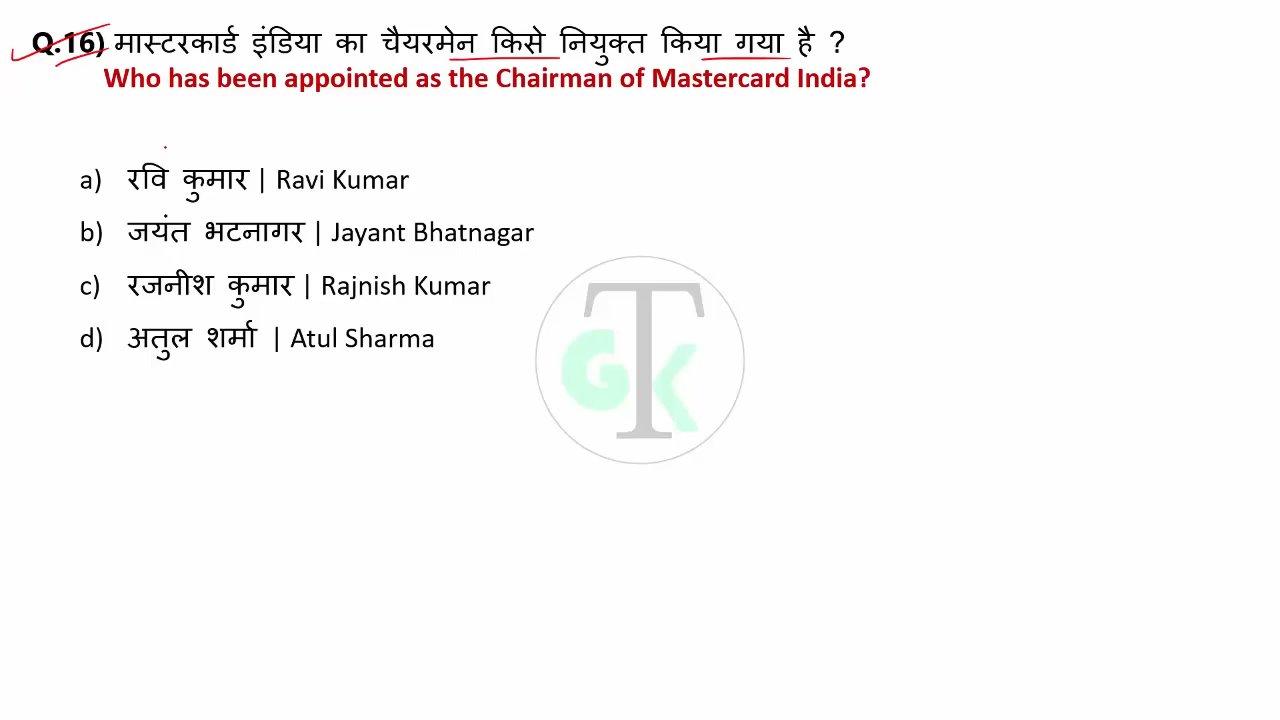 Q.16) मास्टरकार्ड इंडिया का चैयरमेन किसे नियुक्त किया गया है ?
Who has been appointed as the Chairman of Mastercard India?
a) रवि कुमार | Ravi Kumar
b) जयंत भटनागर | Jayant Bhatnagar
c) रजनीश कुमार | Rajnish Kumar
d) अतुल शर्मा | Atul Sharma
GTK